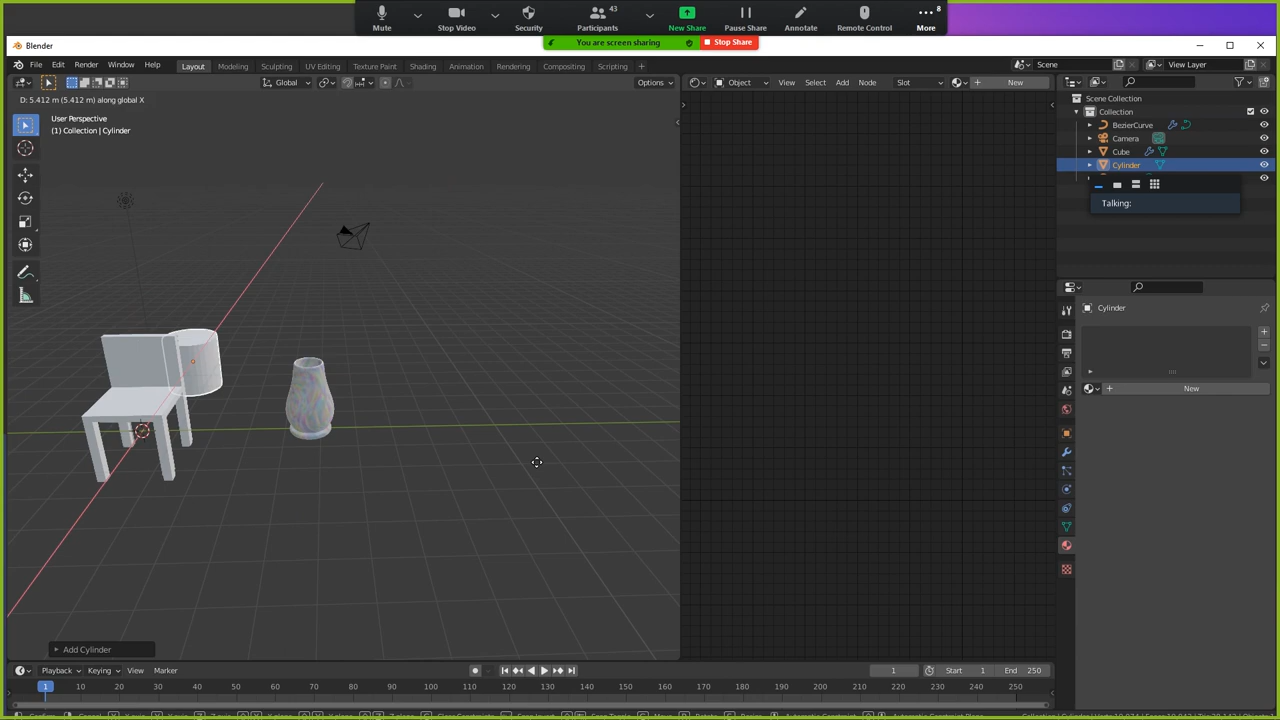 Mute
Stop Video
Security
Participants
43
New Share
Pause Share
Annotate
Remote Control
More
8
You are screen sharing
Stop Share
Blender
File Edit Render Window Help
Layout Modeling Sculpting UV Editing Texture Paint Shading Animation Rendering Compositing Scripting +
Scene
View Layer
Global
Options
Object
View Select Add Node
Slot
New
D: 5.412 m (5.412 m) along global X
User Perspective
(1) Collection | Cylinder
Scene Collection
Collection
BezierCurve
Camera
Cube
Cylinder
Talking:
Cylinder
New
Add Cylinder
Playback Keying View Marker
1
Start 1
End 250
1 10 20 30 40 50 60 70 80 90 100 110 120 130 140 150 160 170 180 190 200 210 220 230 240 250